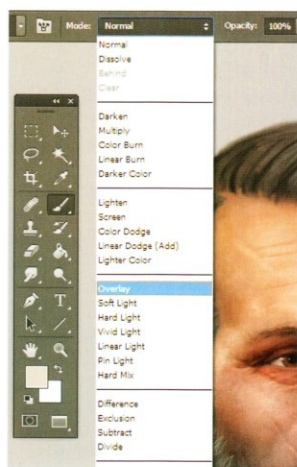 Mode: Normal Opacity: 100%
Normal
Dissolve
Behind
Clear
Darken
Multiply
Color Burn
Linear Burn
Darker Color
Lighten
Screen
Color Dodge
Linear Dodge (Add)
Lighter Color
Overlay
Soft Light
Hard Light
Vivid Light
Linear Light
Pin Light
Hard Mix
Difference
Exclusion
Subtract
Divide
T